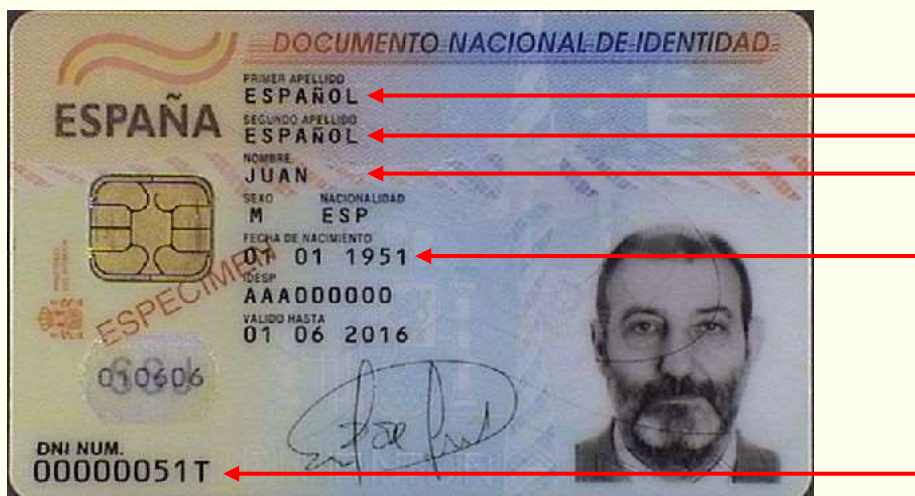 DOCUMENTO NACIONAL DE IDENTIDAD
ESPAÑA
PRIMER APELLIDO
ESPAÑOL
SEGUNDO APELLIDO
ESPAÑOL
NOMBRE
JUAN
SEXO NACIONALIDAD
M ESP
FECHA DE NACIMIENTO
01 01 1951
IDESP
AAA000000
VALIDO HASTA
01 06 2016
ESPECIMEN
010606
DNI NUM.
00000051T